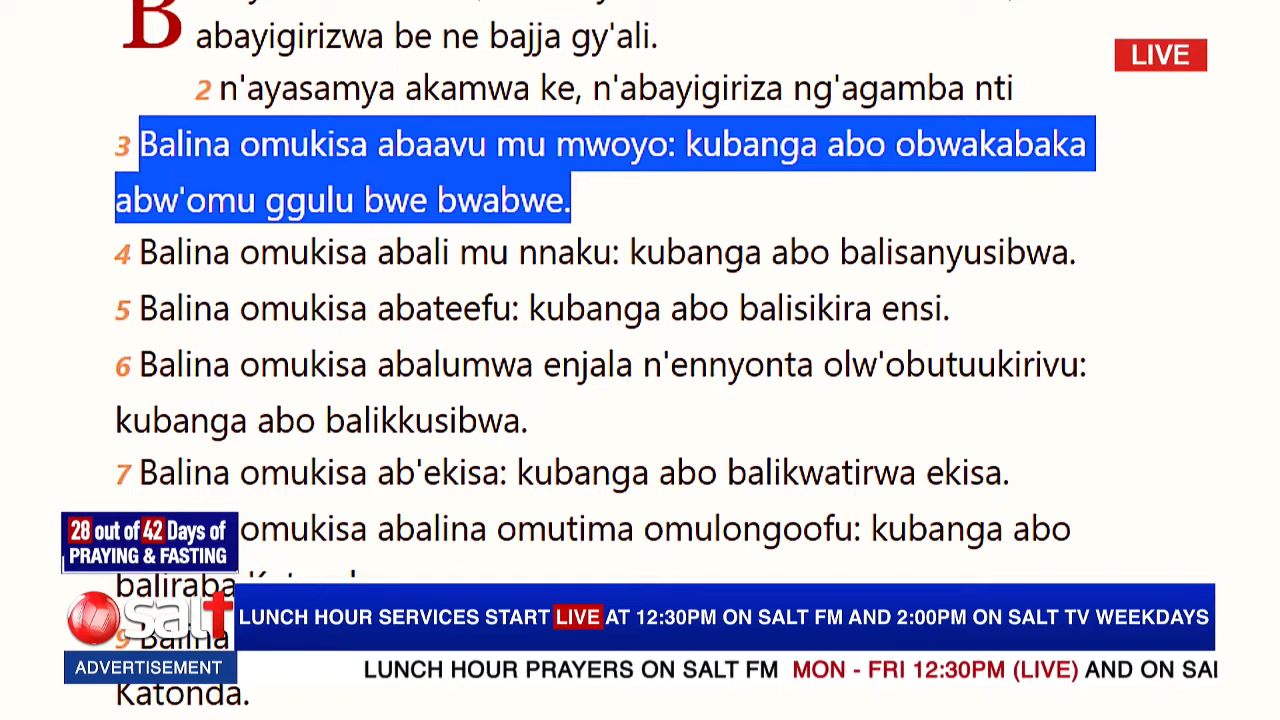 B
abayigirizwa be ne bajja gy'ali.
LIVE
2 n'ayasamya akamwa ke, n'abayigiriza ng'agamba nti
3 Balina omukisa abaavu mu mwoyo: kubanga abo obwakabaka
abw'omu ggulu bwe bwabwe.
4 Balina omukisa abali mu nnaku: kubanga abo balisanyusibwa.
5 Balina omukisa abateefu: kubanga abo balisikira ensi.
6 Balina omukisa abalumwa enjala n'ennyonta olw'obutuukirivu:
kubanga abo balikkusibwa.
7 Balina omukisa ab'ekisa: kubanga abo balikwatirwa ekisa.
omukisa abalina omutima omulongoofu: kubanga abo
baliraba
9 Balina
Katonda.
28 out of 42 Days of
PRAYING & FASTING
salt
LUNCH HOUR SERVICES START LIVE AT 12:30PM ON SALT FM AND 2:00PM ON SALT TV WEEKDAYS
ADVERTISEMENT
LUNCH HOUR PRAYERS ON SALT FM MON - FRI 12:30PM (LIVE) AND ON SAL